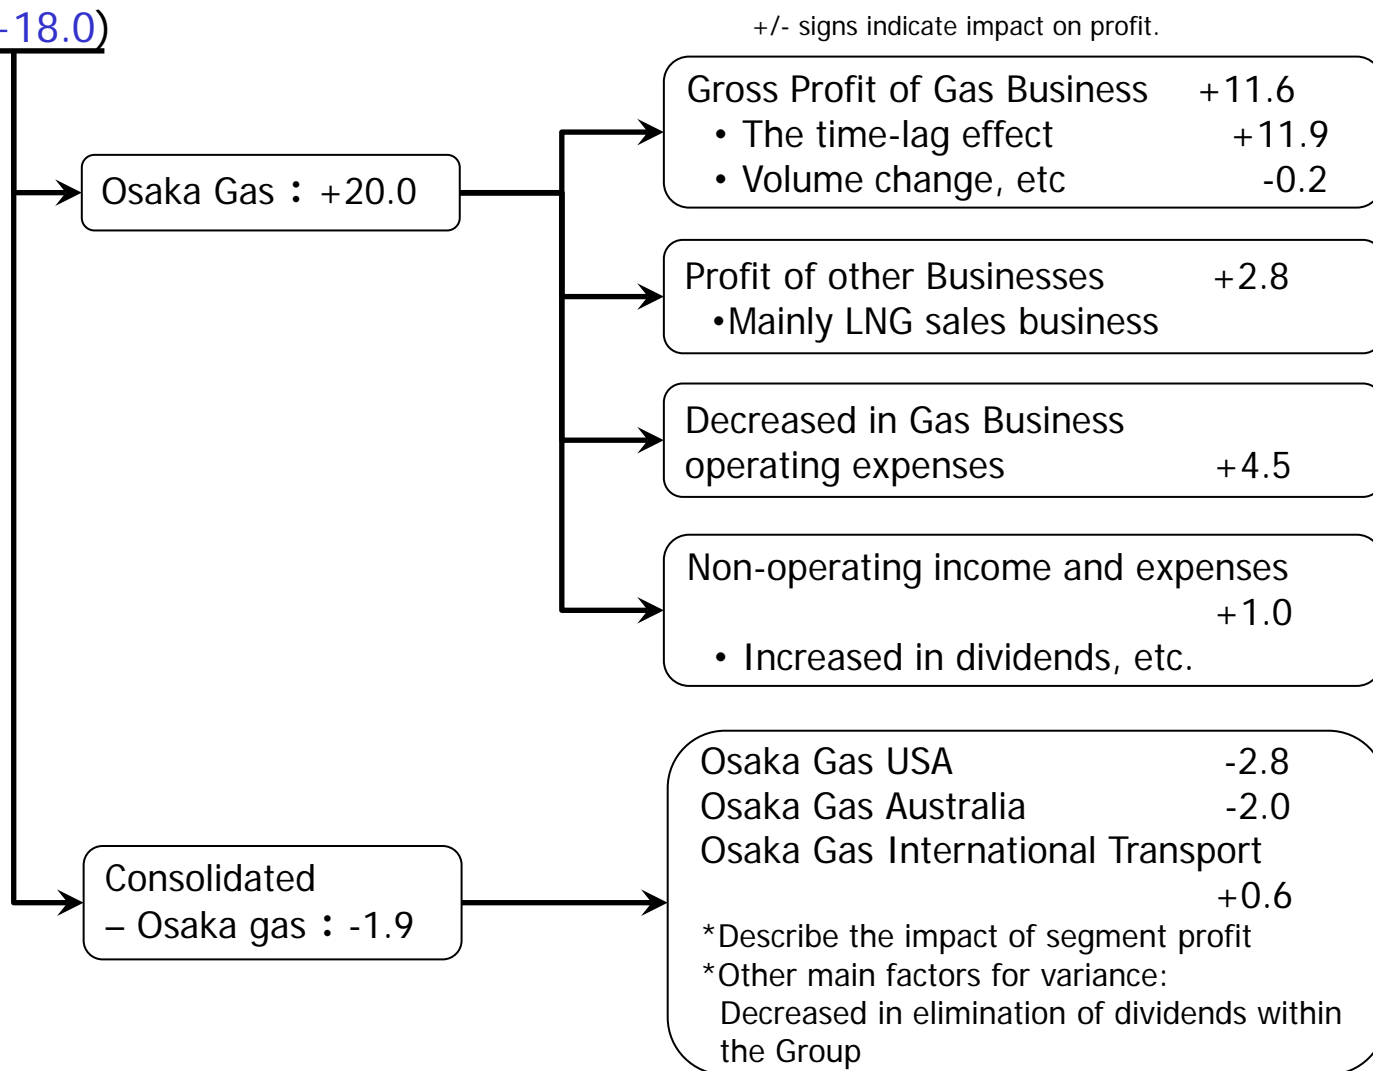 -18.0)
+/- signs indicate impact on profit.
Gross Profit of Gas Business +11.6
• The time-lag effect +11.9
• Volume change, etc -0.2
Osaka Gas : +20.0
Profit of other Businesses +2.8
•Mainly LNG sales business
Decreased in Gas Business
operating expenses +4.5
Non-operating income and expenses
+1.0
• Increased in dividends, etc.
Consolidated
– Osaka gas : -1.9
Osaka Gas USA -2.8
Osaka Gas Australia -2.0
Osaka Gas International Transport
+0.6
*Describe the impact of segment profit
*Other main factors for variance:
Decreased in elimination of dividends within
the Group